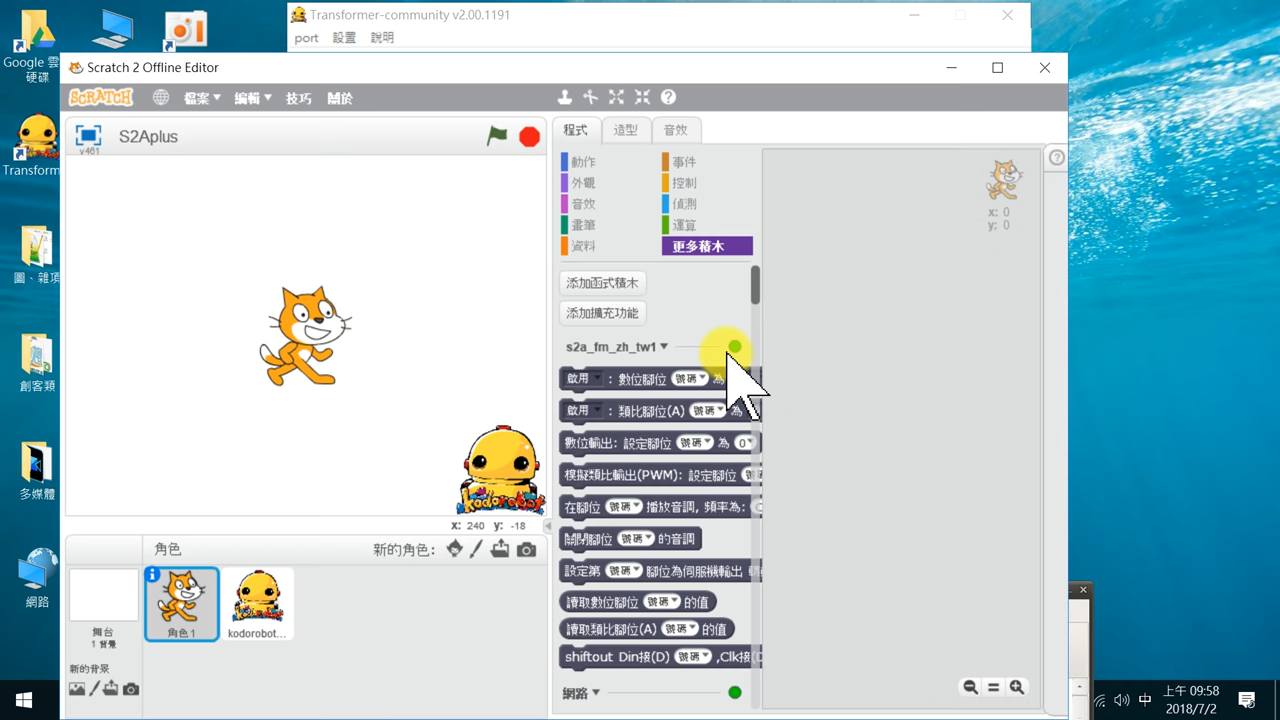 Transformer-community v2.00.1191
port 設置 說明
Google 雲
硬碟
Scratch 2 Offline Editor
SCRATCH 檔案 編輯 技巧 關於
v461
S2Aplus
程式 造型 音效
動作 事件
外觀 控制
音效 偵測
畫筆 運算
資料 更多積木
x: 0
y: 0
添加函式積木
添加擴充功能
s2a_fm_zh_tw1
啟用 : 數位腳位 號碼 為
啟用 : 類比腳位(A) 號碼 為
數位輸出: 設定腳位 號碼 為 0
模擬類比輸出(PWM): 設定腳位
在腳位 號碼 播放音調, 頻率為:
關閉腳位 號碼 的音調
設定第 號碼 腳位為伺服機輸出
讀取數位腳位 號碼 的值
讀取類比腳位(A) 號碼 的值
shiftout Din接(D) 號碼 ,Clk接(D
網路
kodorobot
x: 240 y: -18
角色 新的角色:
舞台
1 背景
新的背景
角色1
kodorobot...
Transform
圖、雜項
創客類
多媒體
網路
中
上午 09:58
2018/7/2